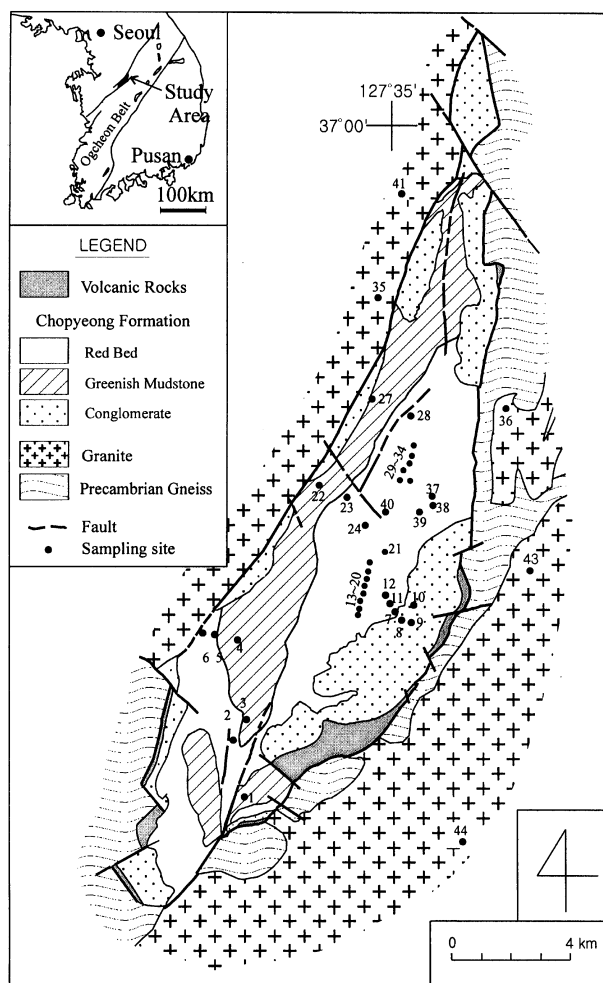 Seoul
Study
Area
Ogcheon Belt
Pusan
100km
LEGEND
Volcanic Rocks
Chopyeong Formation
Red Bed
Greenish Mudstone
Conglomerate
Granite
Precambrian Gneiss
Fault
Sampling site
127°35'
37°00'
41
35
27
28
36
29~34
22
23
37
38
40
39
24
21
43
13~20
12
11
10
7
8
9
6
5
4
3
2
1
44
0 4 km